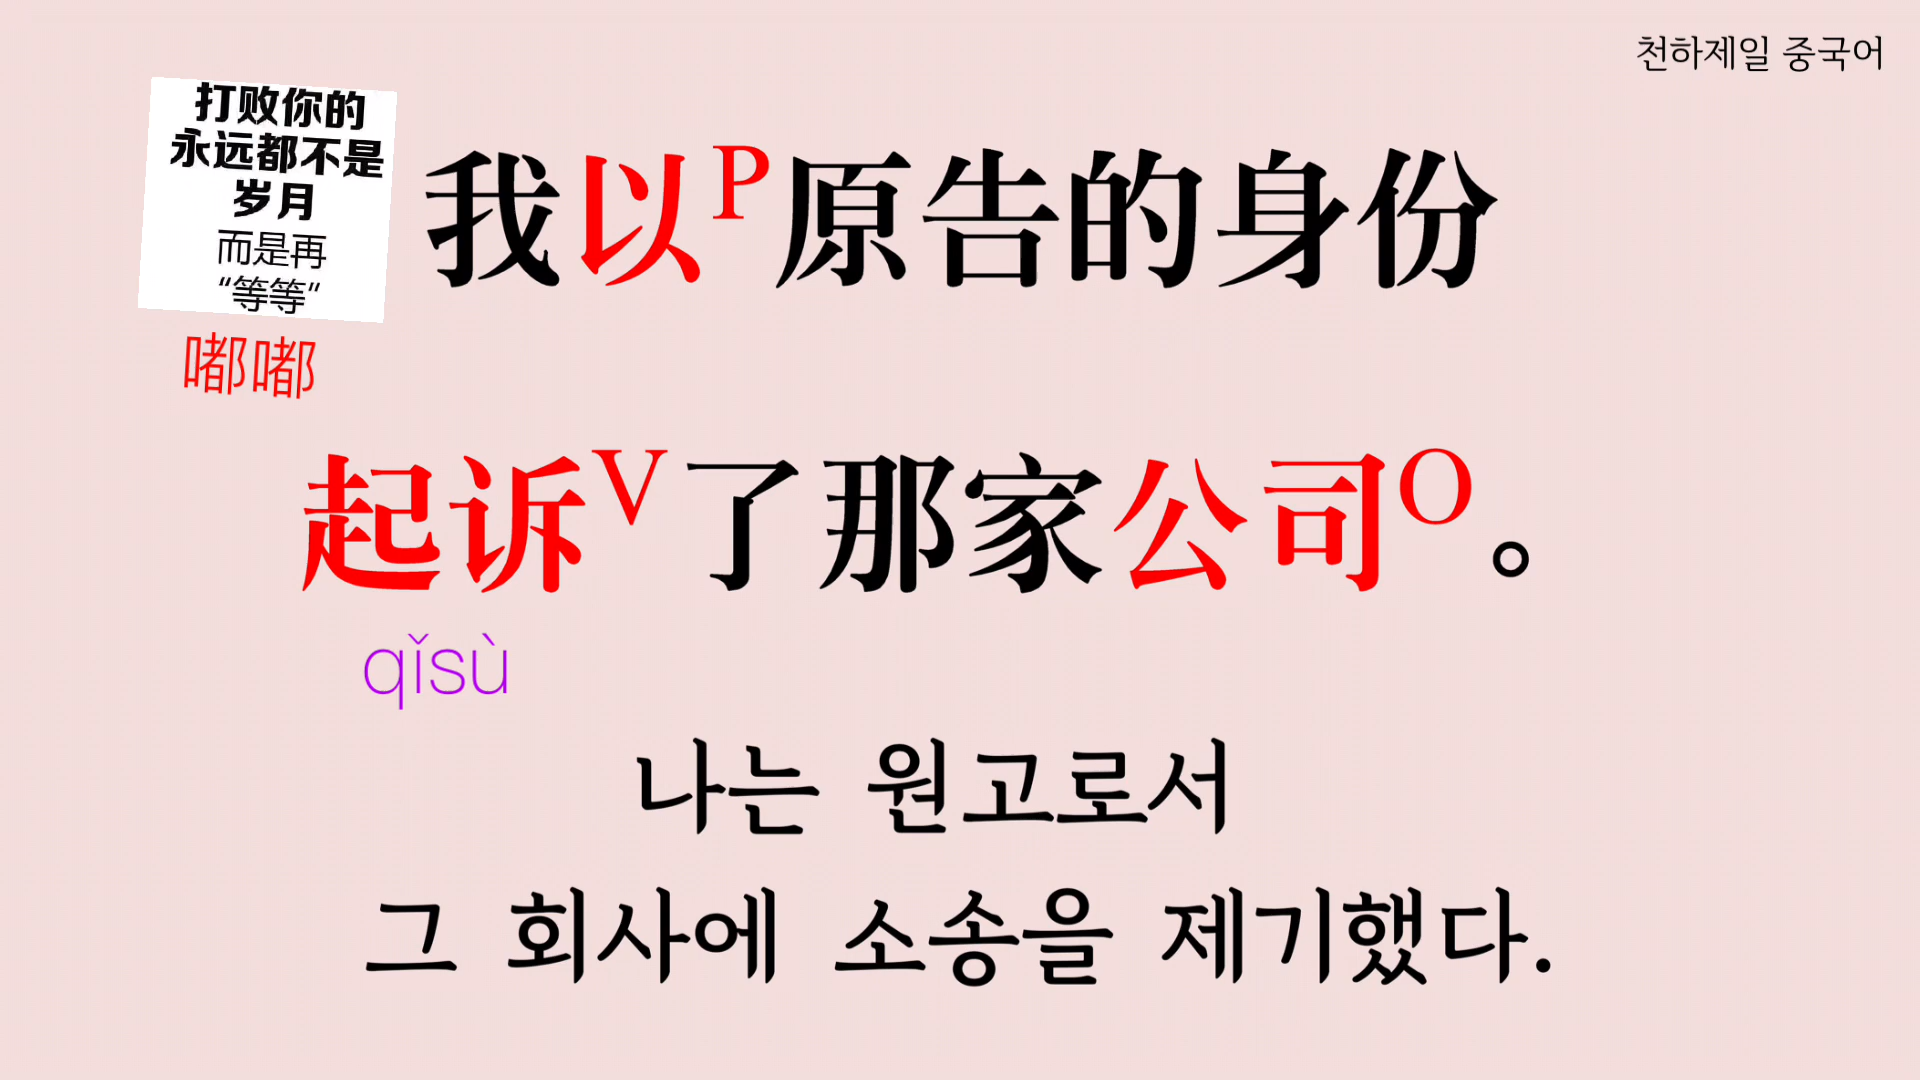 천하제일 중국어
打败你的
永远都不是
岁月
而是再
“等等”
嘟嘟
我以P原告的身份
起诉V了那家公司O。
qǐsù
나는 원고로서
그 회사에 소송을 제기했다.